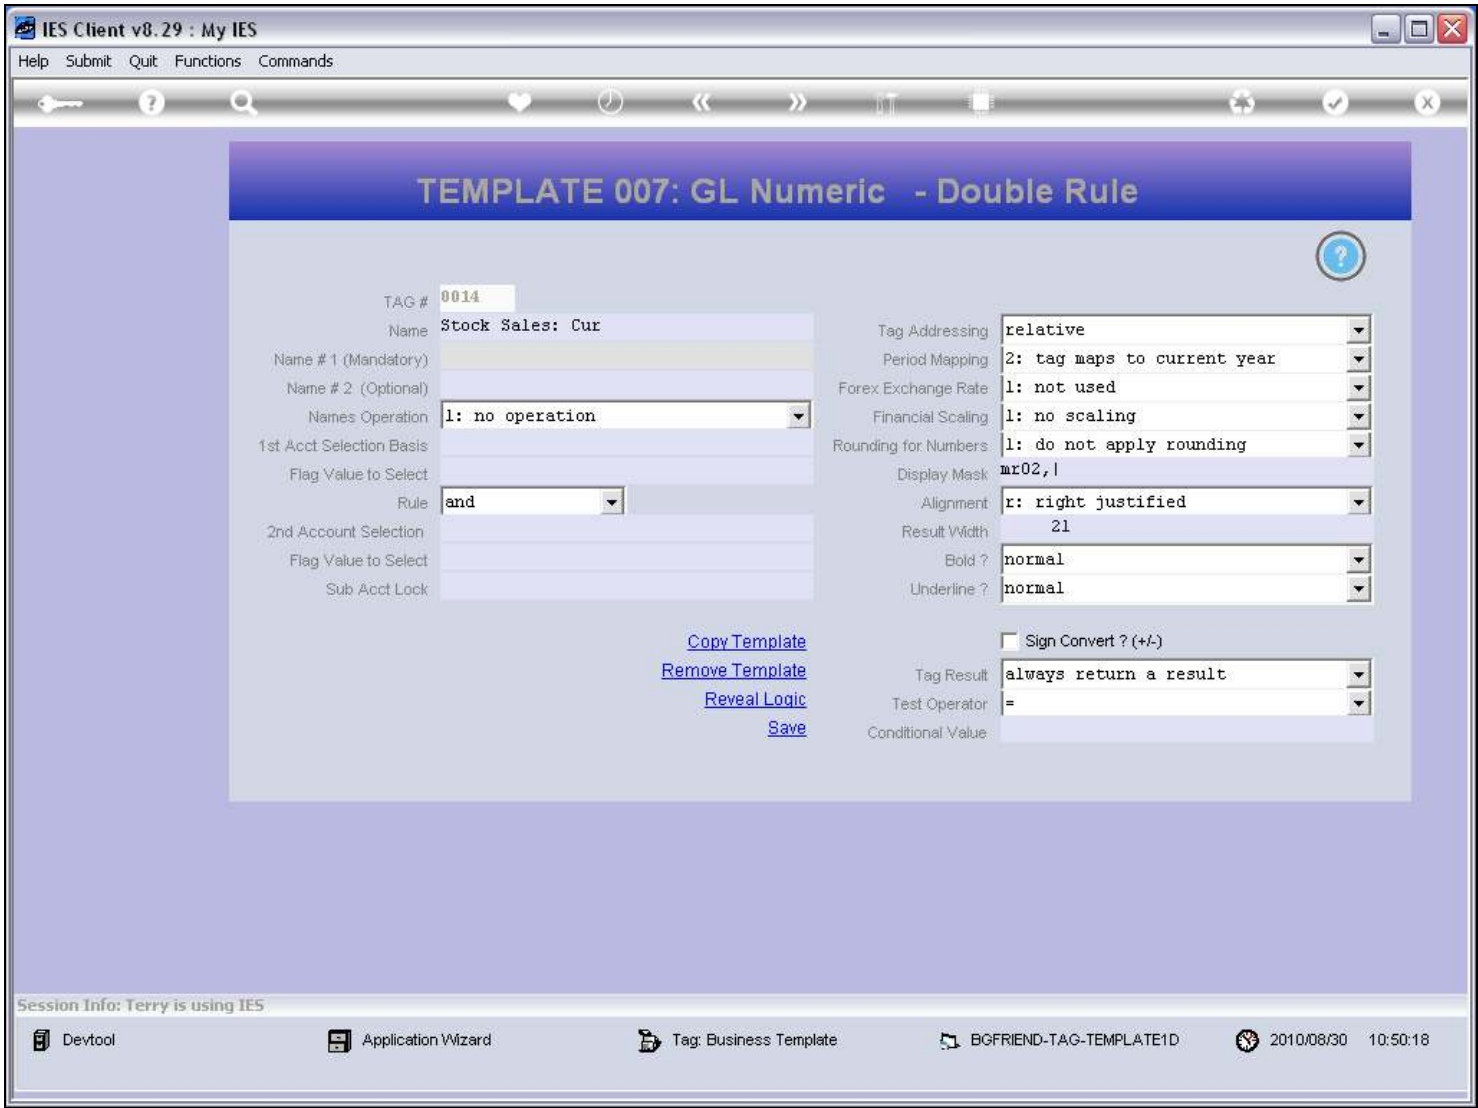 IES Client v8.29 : My IES
Help Submit Quit Functions Commands
TEMPLATE 007: GL Numeric - Double Rule
TAG # 0014
Name Stock Sales: Cur
Name # 1 (Mandatory)
Name # 2 (Optional)
Names Operation 1: no operation
1st Acct Selection Basis
Flag Value to Select
Rule and
2nd Account Selection
Flag Value to Select
Sub Acct Lock
Copy Template
Remove Template
Reveal Logic
Save
Tag Addressing relative
Period Mapping 2: tag maps to current year
Forex Exchange Rate 1: not used
Financial Scaling 1: no scaling
Rounding for Numbers 1: do not apply rounding
Display Mask mr02,|
Alignment r: right justified
Result Width 21
Bold ? normal
Underline ? normal
Sign Convert ? (+/-)
Tag Result always return a result
Test Operator =
Conditional Value
Session Info: Terry is using IES
Devtool Application Wizard Tag: Business Template BGFRIEND-TAG-TEMPLATE1D 2010/08/30 10:50:18